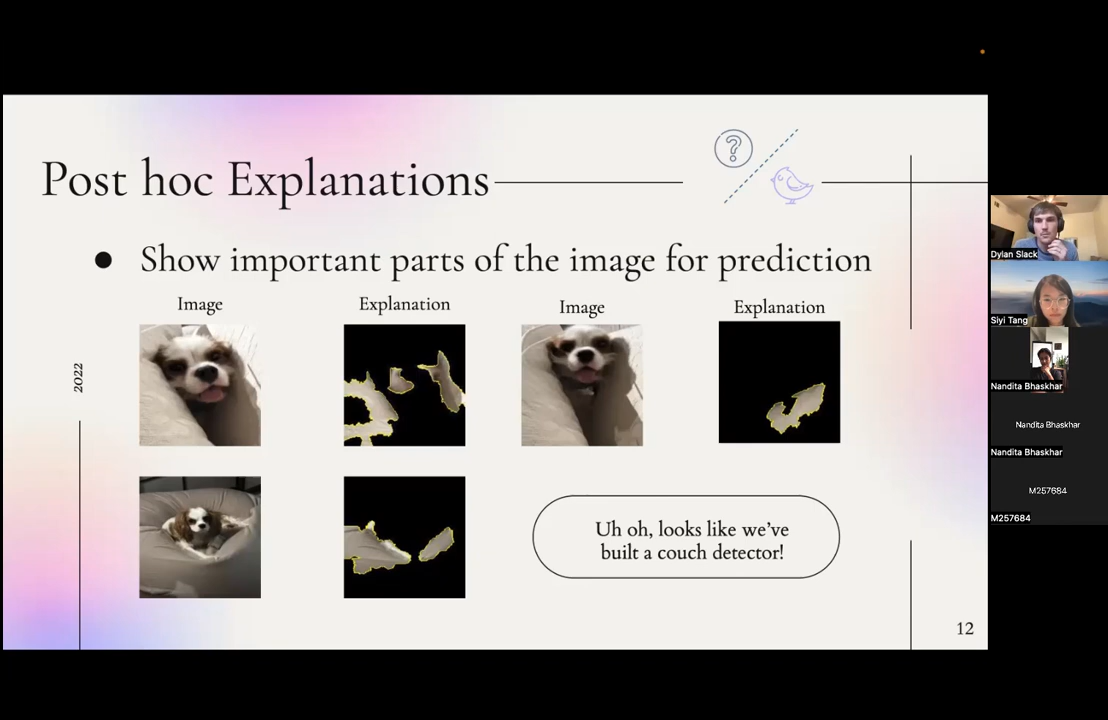 Post hoc Explanations
?
● Show important parts of the image for prediction
Image
Explanation
Image
Explanation
2022
Uh oh, looks like we've
built a couch detector!
12
Dylan Slack
Siyi Tang
Nandita Bhaskhar
Nandita Bhaskhar
Nandita Bhaskhar
M257684
M257684